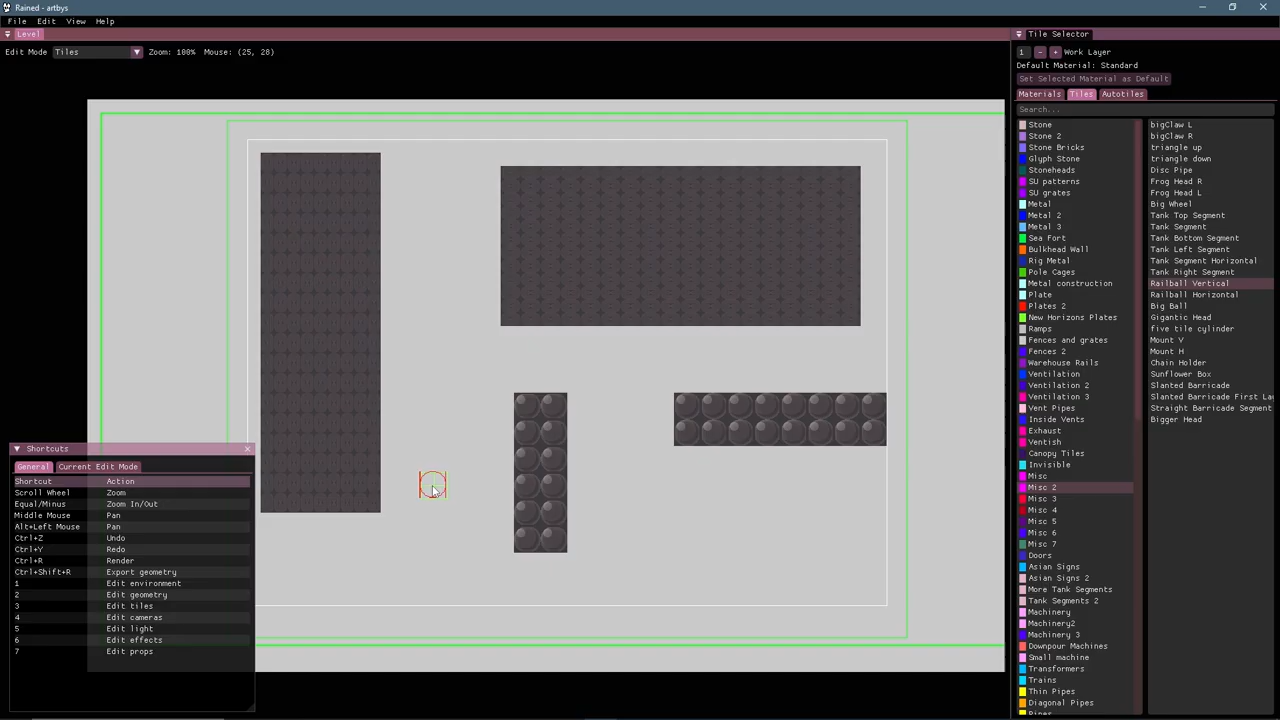 Rained - artbys
File Edit View Help
Level
Edit Mode Tiles Zoom: 100% Mouse: (25, 28)
Shortcuts
General Current Edit Mode
Shortcut Action
Scroll Wheel Zoom
Equal/Minus Zoom In/Out
Middle Mouse Pan
Alt+Left Mouse Pan
Ctrl+Z Undo
Ctrl+Y Redo
Ctrl+R Render
Ctrl+Shift+R Export geometry
1 Edit environment
2 Edit geometry
3 Edit tiles
4 Edit cameras
5 Edit light
6 Edit effects
7 Edit props
Tile Selector
1 - + Work Layer
Default Material: Standard
Set Selected Material as Default
Materials Tiles Autotiles
Search...
Stone
Stone 2
Stone Bricks
Glyph Stone
Stoneheads
SU patterns
SU grates
Metal
Metal 2
Metal 3
Sea Fort
Bulkhead Wall
Rig Metal
Pole Cages
Metal construction
Plate
Plates 2
New Horizons Plates
Ramps
Fences and grates
Fences 2
Warehouse Rails
Ventilation
Ventilation 2
Ventilation 3
Vent Pipes
Inside Vents
Exhaust
Ventish
Canopy Tiles
Invisible
Misc
Misc 2
Misc 3
Misc 4
Misc 5
Misc 6
Misc 7
Doors
Asian Signs
Asian Signs 2
More Tank Segments
Tank Segments 2
Machinery
Machinery2
Machinery 3
Downpour Machines
Small machine
Transformers
Trains
Thin Pipes
Diagonal Pipes
bigClaw L
bigClaw R
triangle up
triangle down
Disc Pipe
Frog Head R
Frog Head L
Big Wheel
Tank Top Segment
Tank Segment
Tank Bottom Segment
Tank Left Segment
Tank Segment Horizontal
Tank Right Segment
Railball Vertical
Railball Horizontal
Big Ball
Gigantic Head
five tile cylinder
Mount V
Mount H
Chain Holder
Sunflower Box
Slanted Barricade
Slanted Barricade First La
Straight Barricade Segment
Bigger Head